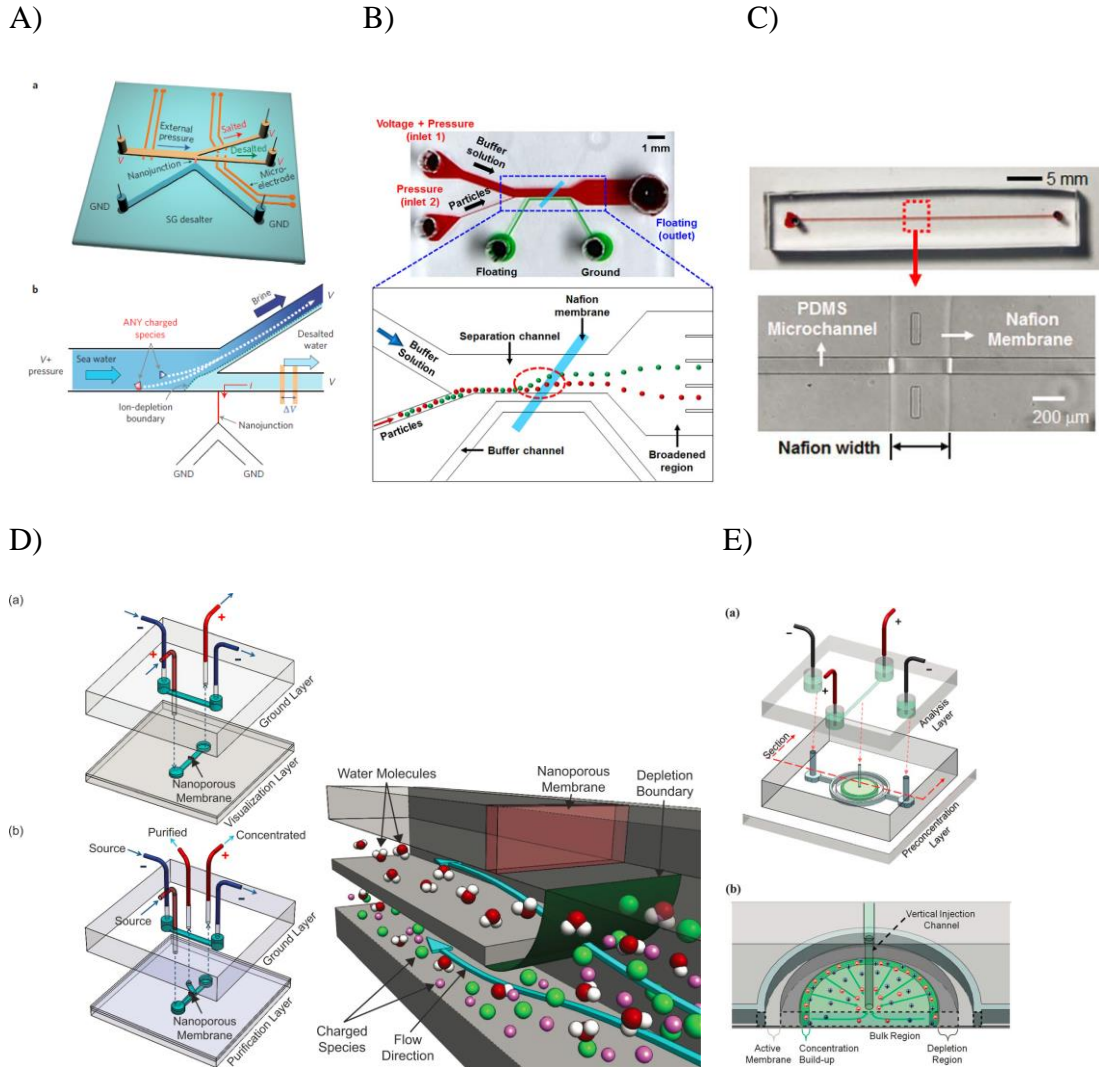 A)
B)
C)
a
External
pressure
Salted
V
Desalted
V
V
Nanojunction
Micro-
electrode
GND
SG desalter
GND
b
Brine
V
ANY charged
species
Desalted
water
V+
pressure
Sea water
I
V
Ion-depletion
boundary
ΔV
Nanojunction
GND
GND
Voltage + Pressure
(inlet 1)
1 mm
Buffer
solution
Pressure
(inlet 2)
Particles
Floating
(outlet)
Floating
Ground
Nafion
membrane
Separation channel
Buffer
Solution
Particles
Buffer channel
Broadened
region
5 mm
PDMS
Microchannel
Nafion
Membrane
200 μm
Nafion width
D)
E)
(a)
+
-
+
-
Ground Layer
Nanoporous
Membrane
Visualization Layer
(b)
Purified
Concentrated
Source
+
-
-
Source
Ground Layer
Nanoporous
Membrane
Purification Layer
Water Molecules
Nanoporous
Membrane
Depletion
Boundary
Charged
Species
Flow
Direction
(a)
-
+
+
-
Analysis
Layer
Section
Preconcentration
Layer
(b)
Vertical Injection
Channel
Bulk Region
Active
Membrane
Concentration
Build-up
Depletion
Region